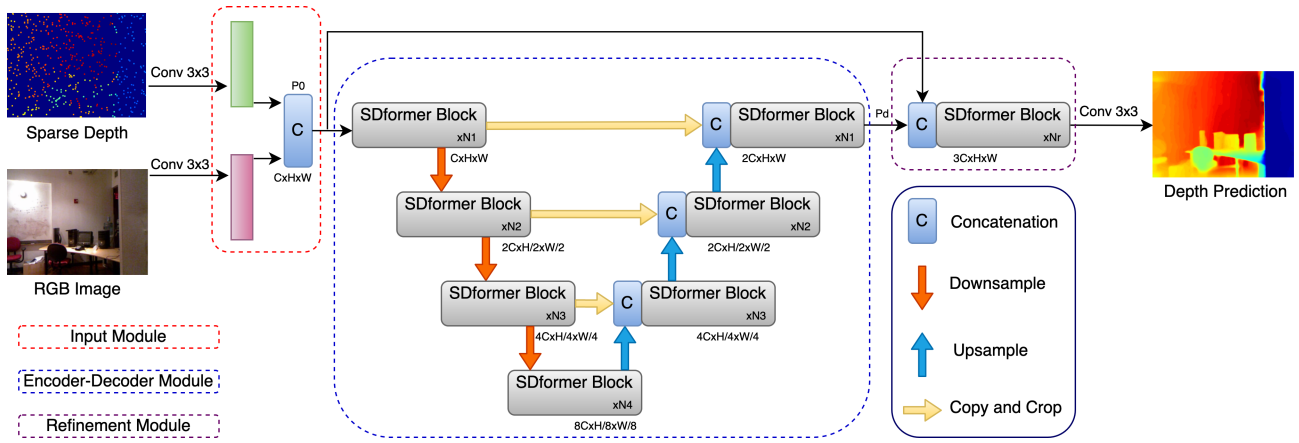 Sparse Depth
Conv 3x3
RGB Image
Conv 3x3
P0
C
CxHxW
SDformer Block
xN1
CxHxW
SDformer Block
xN2
2CxH/2xW/2
SDformer Block
xN3
4CxH/4xW/4
SDformer Block
xN4
8CxH/8xW/8
C
SDformer Block
xN3
4CxH/4xW/4
C
SDformer Block
xN2
2CxH/2xW/2
C
SDformer Block
xN1
2CxHxW
Pd
C
SDformer Block
xNr
3CxHxW
Conv 3x3
Depth Prediction
Input Module
Encoder-Decoder Module
Refinement Module
C
Concatenation
Downsample
Upsample
Copy and Crop